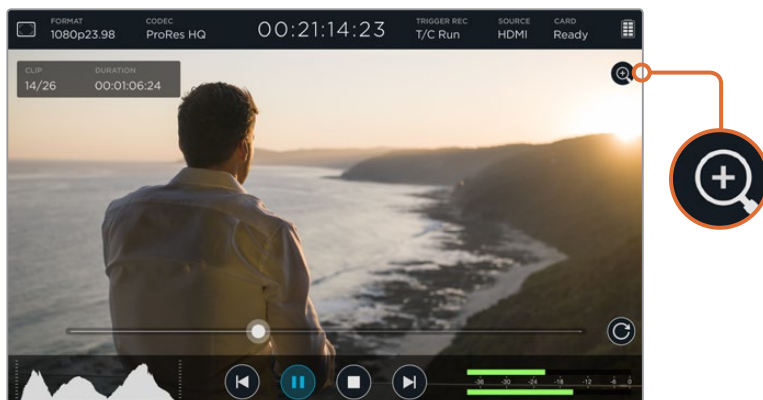 FORMAT CODEC TRIGGER REC SOURCE CARD
1080p23.98 ProRes HQ 00:21:14:23 T/C Run HDMI Ready
CLIP DURATION
14/26 00:01:06:24
-36 -30 -24 -18 -12 -6 0